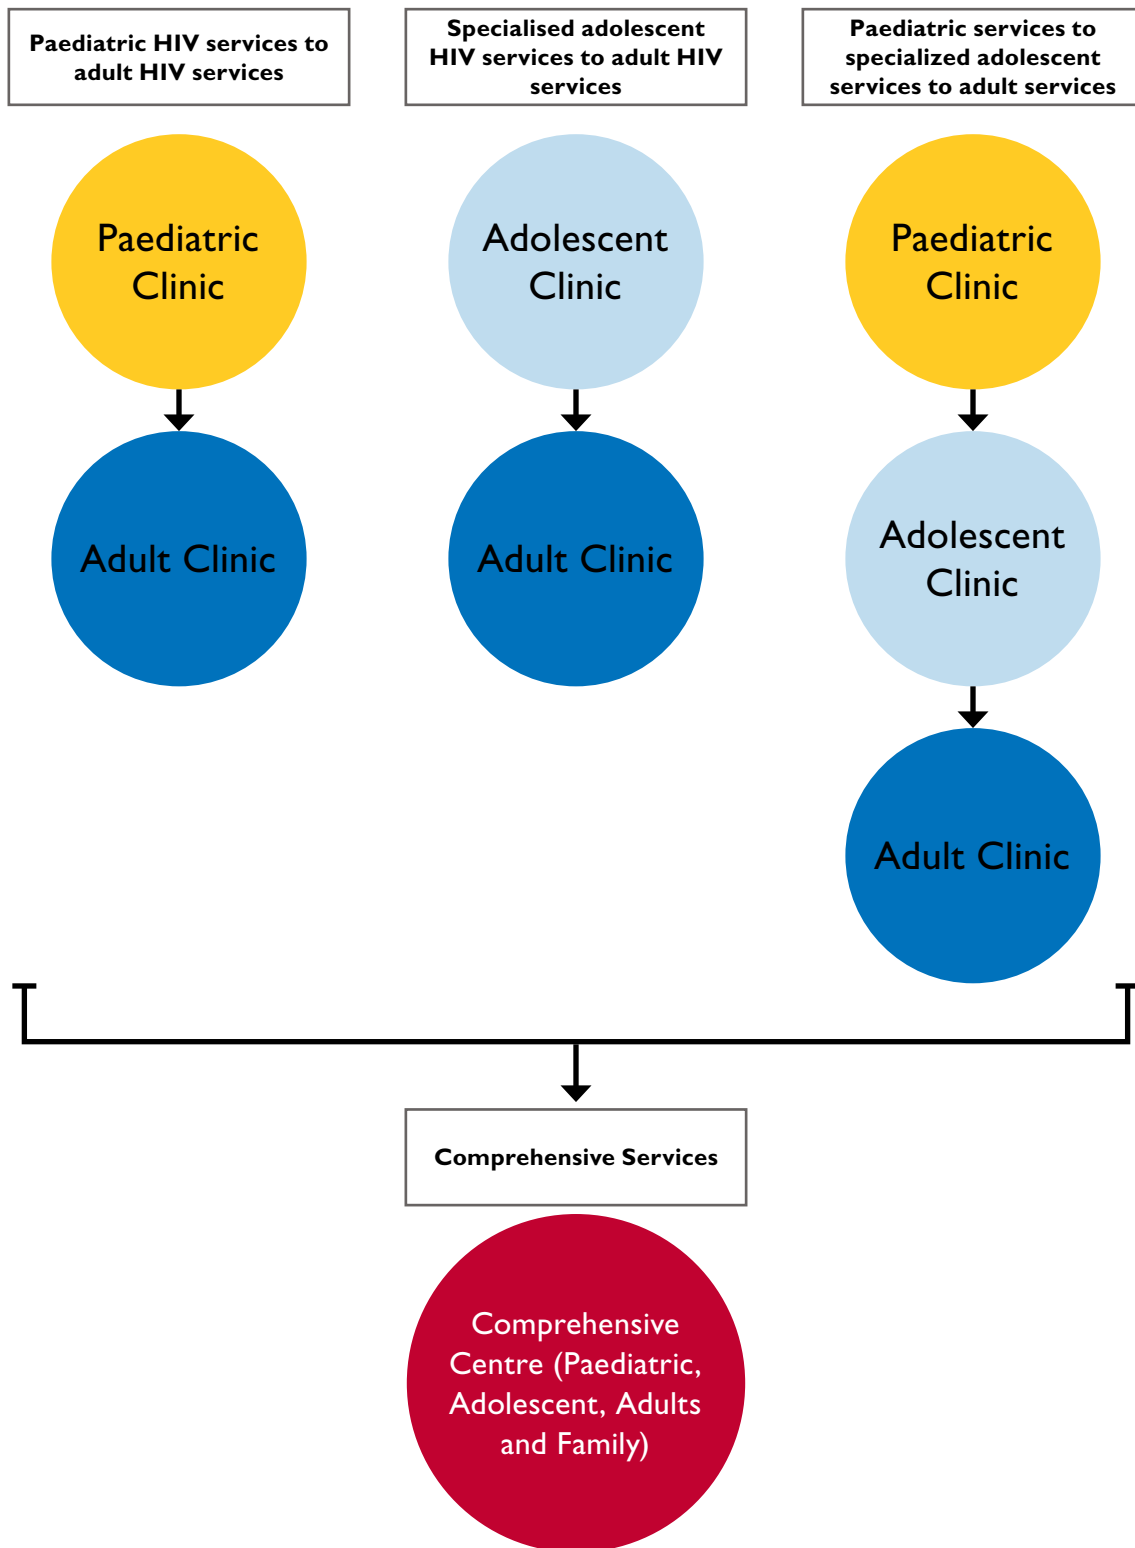 Paediatric HIV services to
adult HIV services
Specialised adolescent
HIV services to adult HIV
services
Paediatric services to
specialized adolescent
services to adult services
Paediatric
Clinic
Adult Clinic
Adolescent
Clinic
Adult Clinic
Paediatric
Clinic
Adolescent
Clinic
Adult Clinic
Comprehensive Services
Comprehensive
Centre (Paediatric,
Adolescent, Adults
and Family)